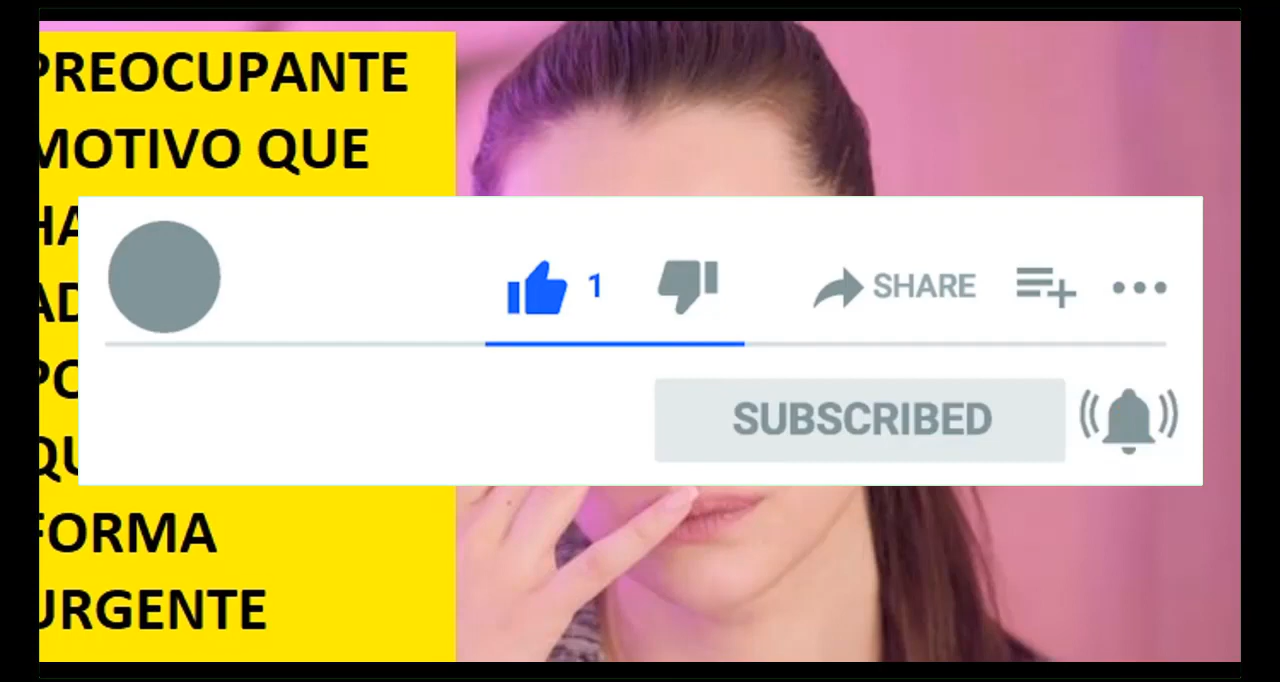 PREOCUPANTE
MOTIVO QUE
1
SHARE
SUBSCRIBED
FORMA
URGENTE